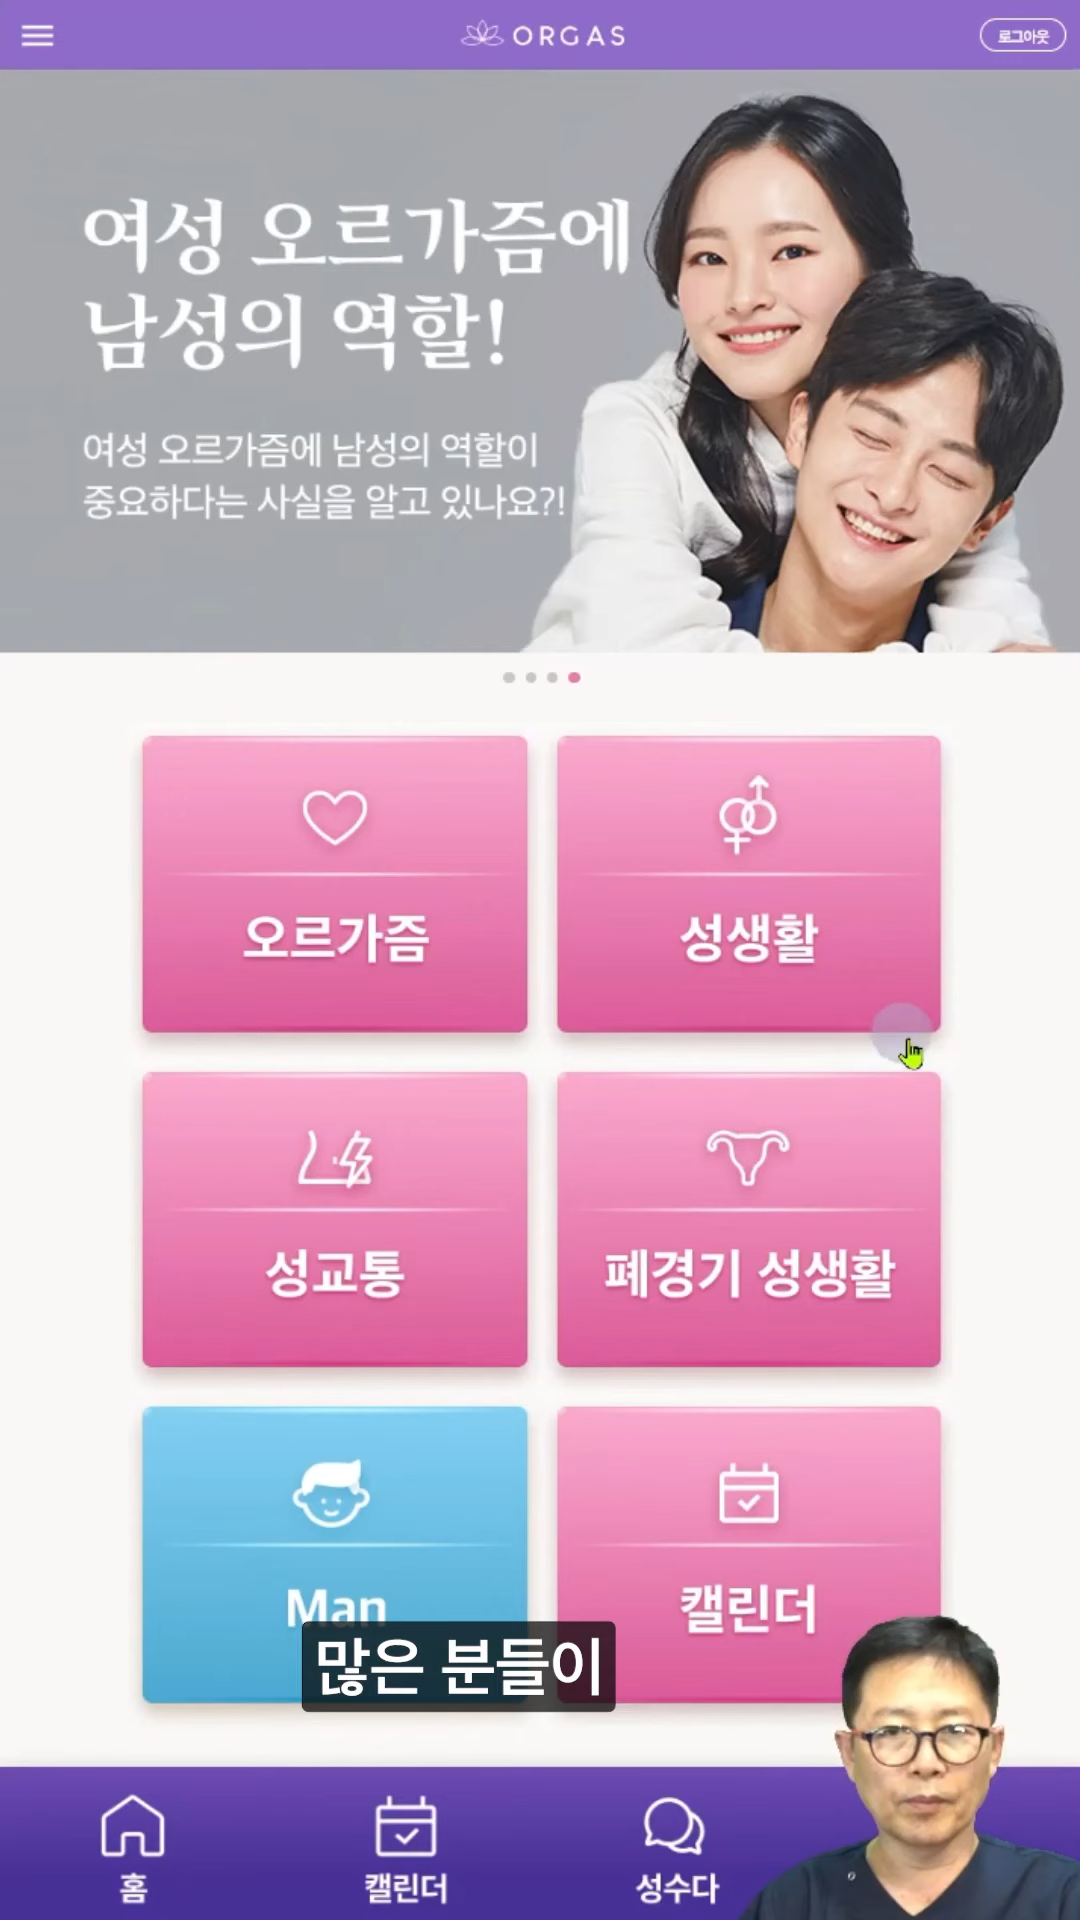 ORGAS
로그아웃
여성 오르가즘에
남성의 역할!
여성 오르가즘에 남성의 역할이
중요하다는 사실을 알고 있나요?!
오르가즘
성생활
성교통
폐경기 성생활
Man
캘린더
많은 분들이
홈
캘린더
성수다